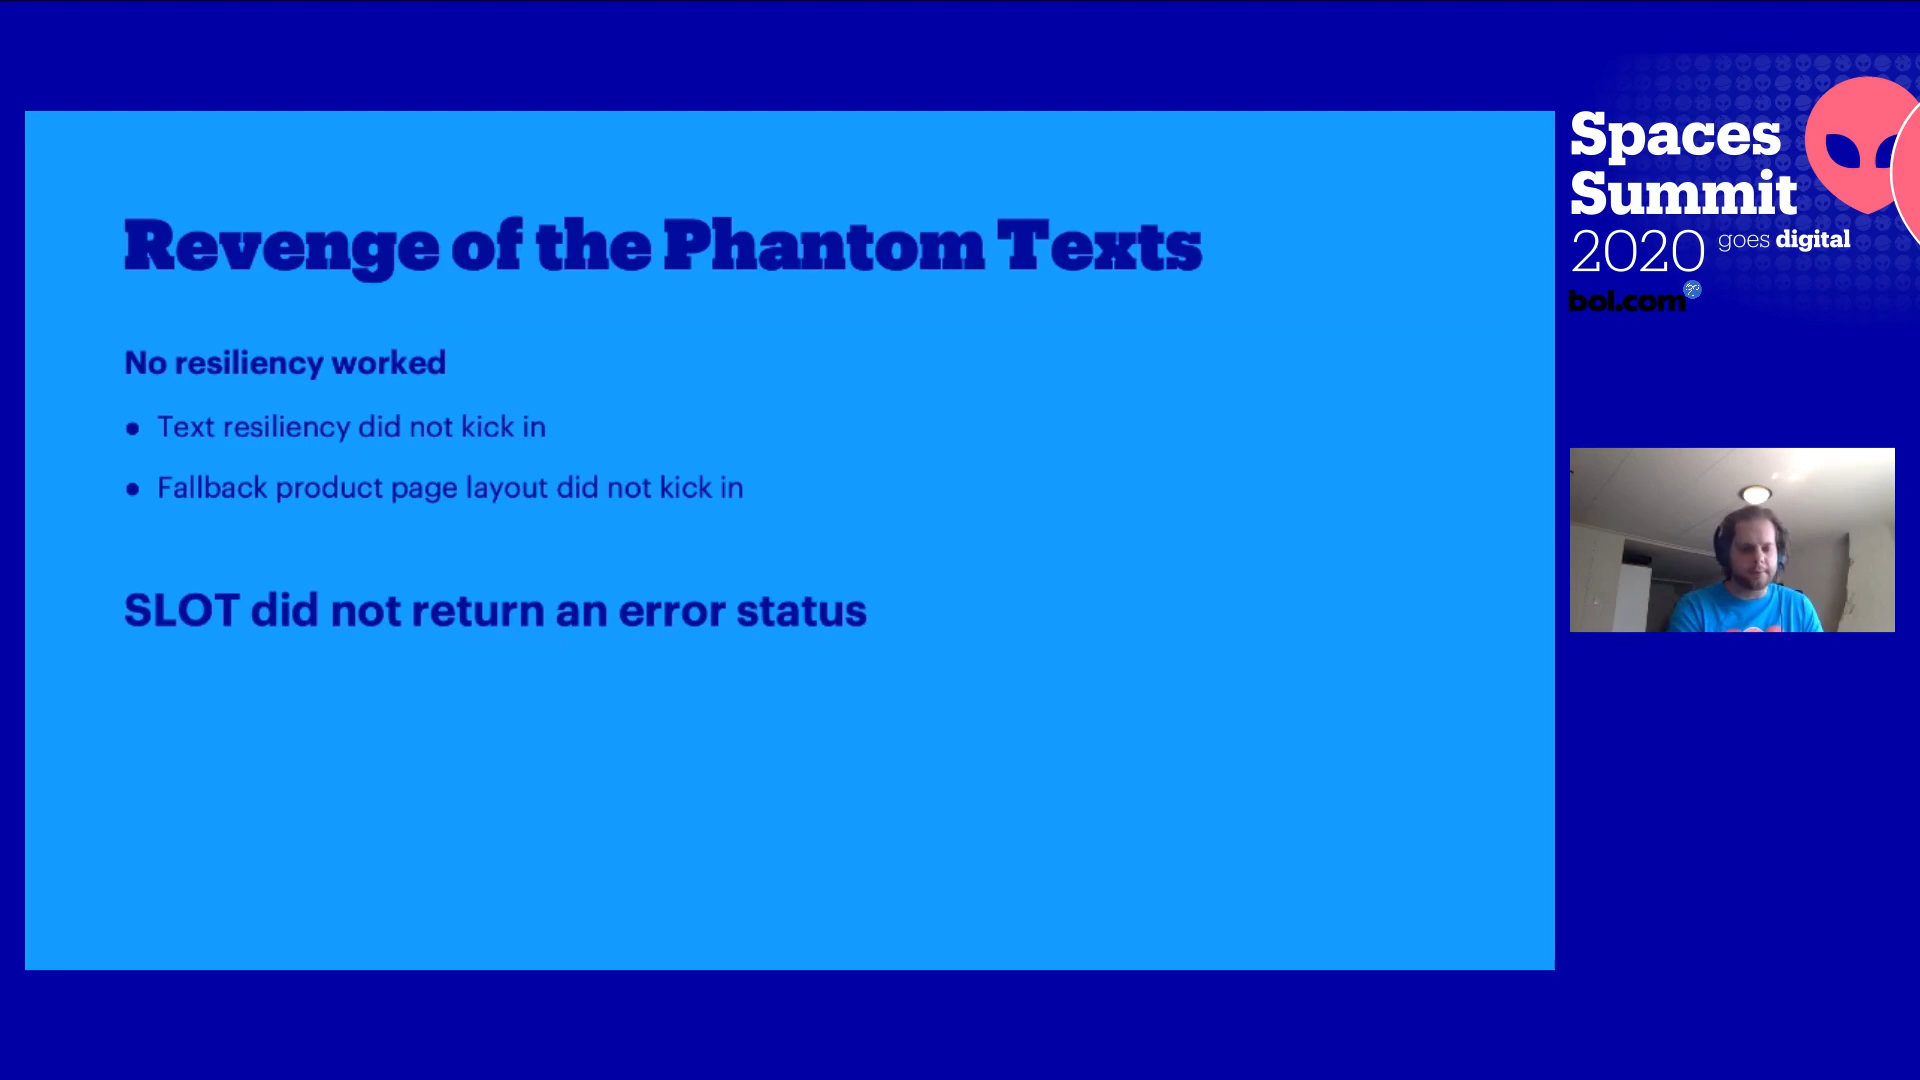 Revenge of the Phantom Texts
No resiliency worked
• Text resiliency did not kick in
• Fallback product page layout did not kick in
SLOT did not return an error status
Spaces
Summit
2020 goes digital
bol.com